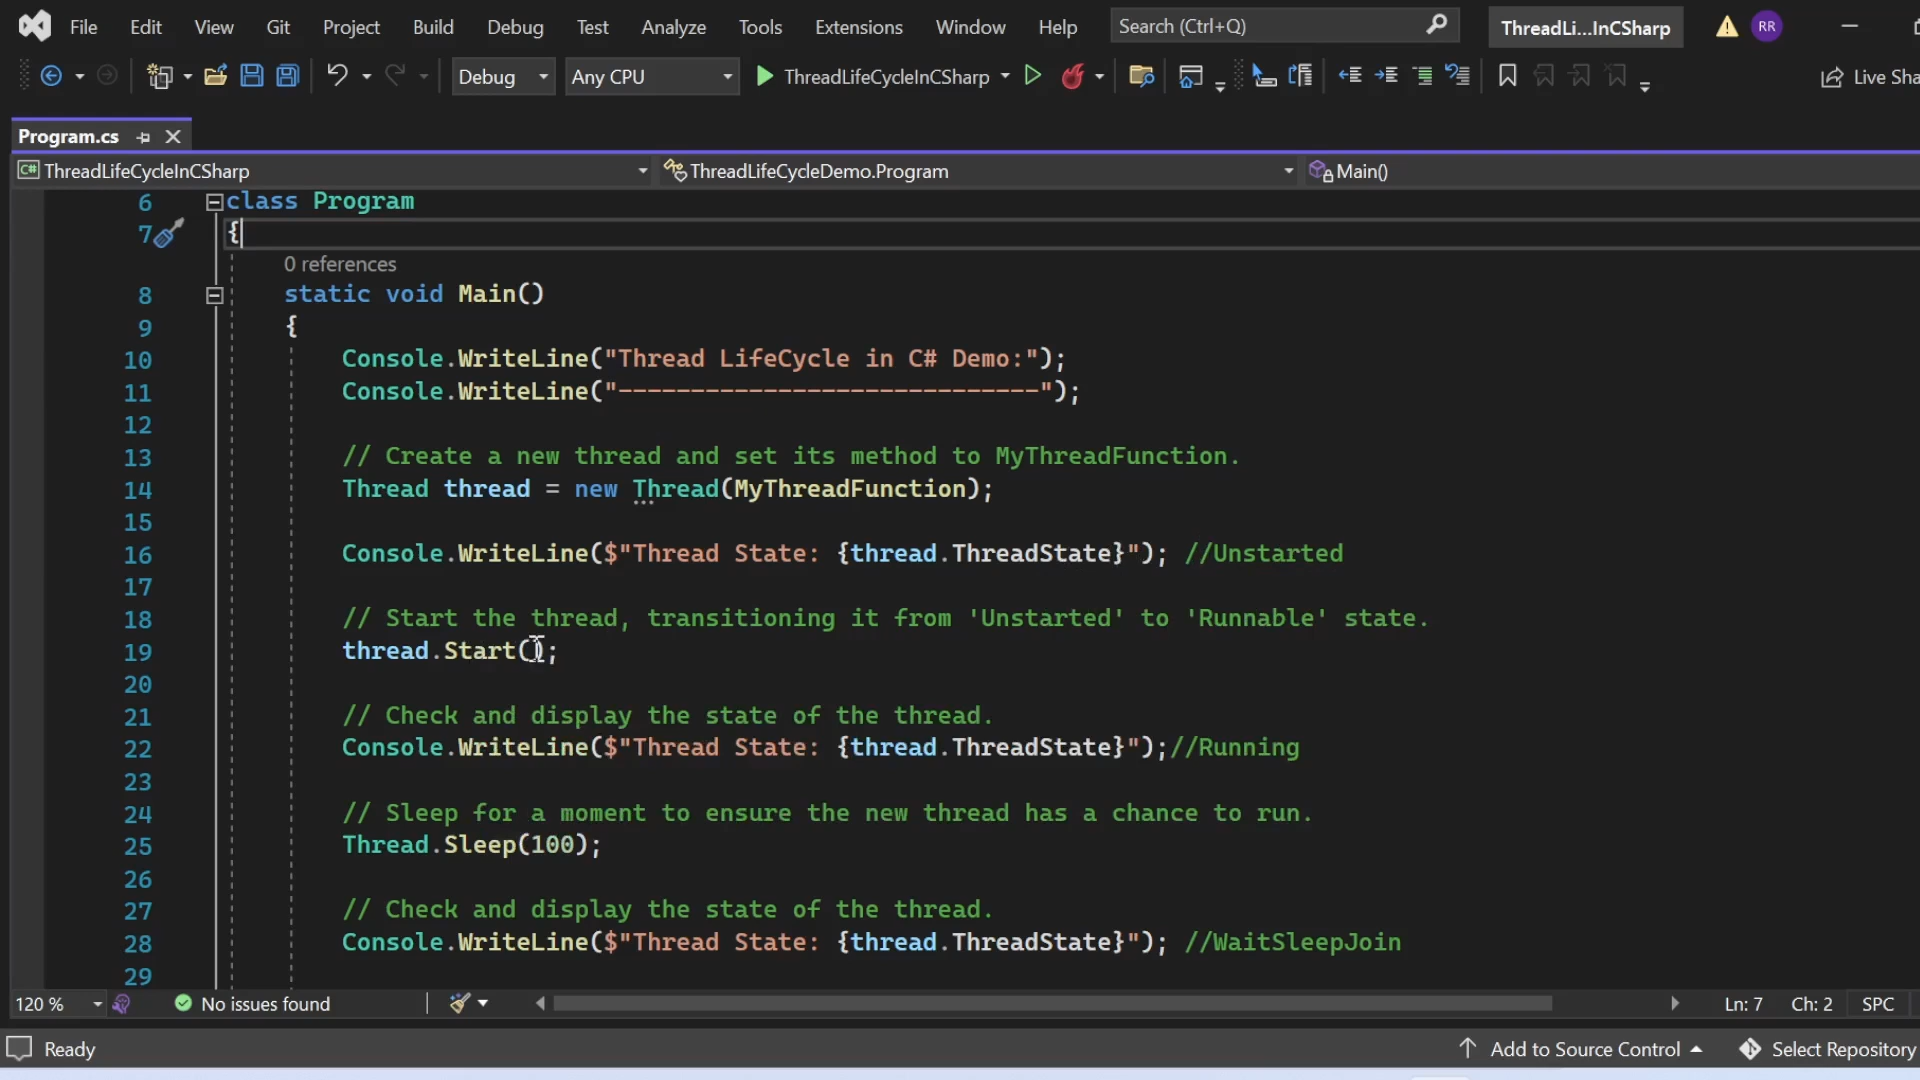 File Edit View Git Project Build Debug Test Analyze Tools Extensions Window Help Search (Ctrl+Q) ThreadLi...InCSharp RR
Debug Any CPU ThreadLifeCycleInCSharp Live Sha
Program.cs
C# ThreadLifeCycleInCSharp ThreadLifeCycleDemo.Program Main()
6 class Program
7 {
0 references
8 static void Main()
9 {
10 Console.WriteLine("Thread LifeCycle in C# Demo:");
11 Console.WriteLine("-----------------------------");
12
13 // Create a new thread and set its method to MyThreadFunction.
14 Thread thread = new Thread(MyThreadFunction);
15
16 Console.WriteLine($"Thread State: {thread.ThreadState}"); //Unstarted
17
18 // Start the thread, transitioning it from 'Unstarted' to 'Runnable' state.
19 thread.Start();
20
21 // Check and display the state of the thread.
22 Console.WriteLine($"Thread State: {thread.ThreadState}");//Running
23
24 // Sleep for a moment to ensure the new thread has a chance to run.
25 Thread.Sleep(100);
26
27 // Check and display the state of the thread.
28 Console.WriteLine($"Thread State: {thread.ThreadState}"); //WaitSleepJoin
29
120 % No issues found Ln: 7 Ch: 2 SPC
Ready Add to Source Control Select Repository